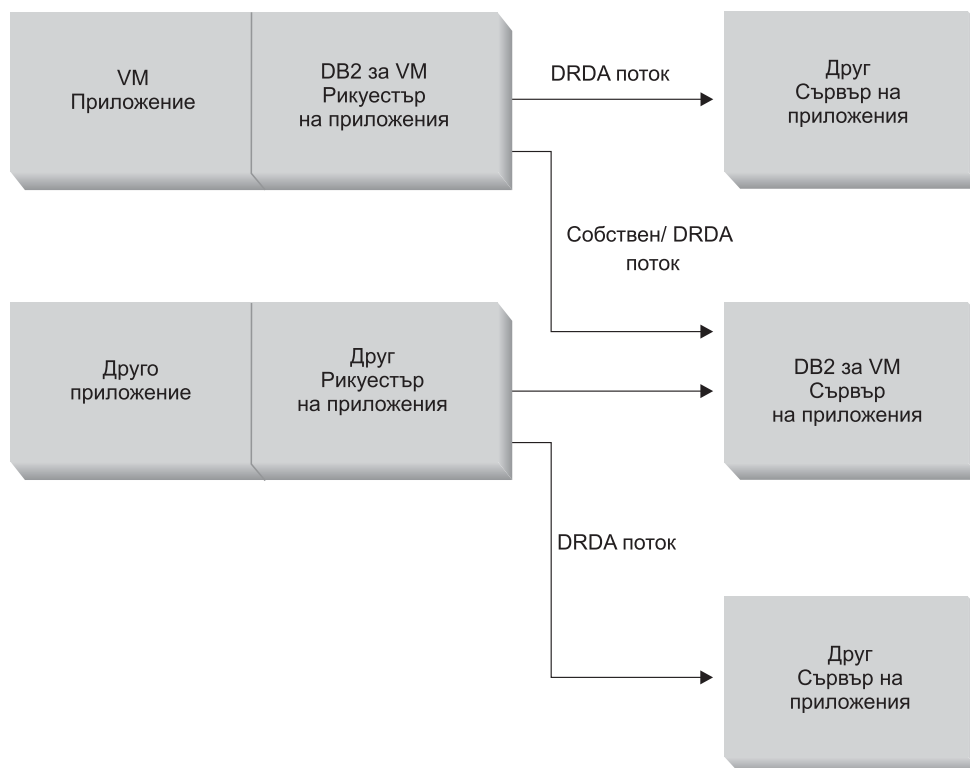 VM
Приложение
DB2 за VM
Рикуестър
на приложения
DRDA поток
Друг
Сървър на
приложения
Собствен/ DRDA
поток
Друго
приложение
Друг
Рикуестър
на приложения
DB2 за VM
Сървър
на приложения
DRDA поток
Друг
Сървър на
приложения